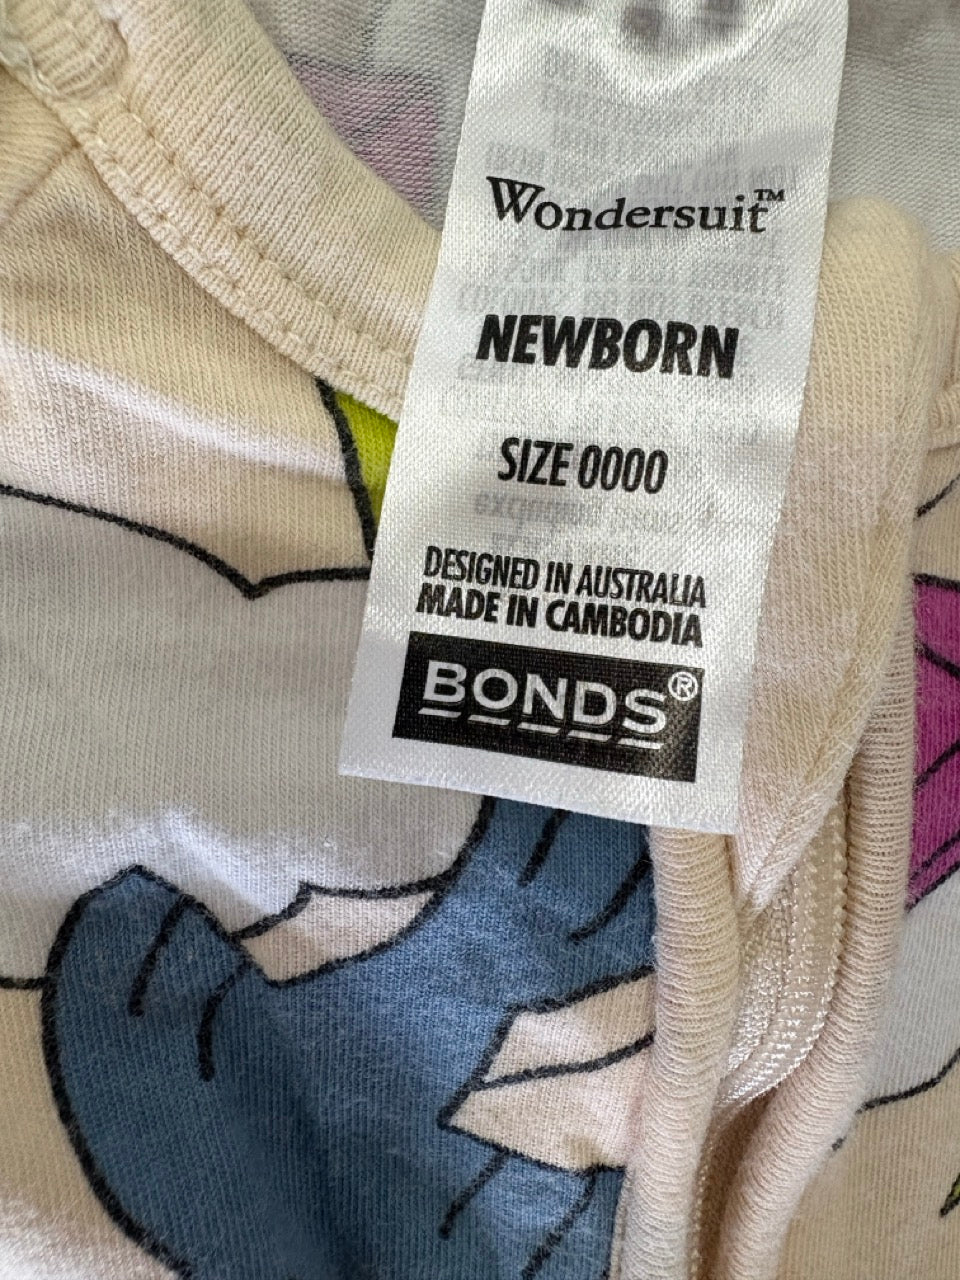 Wondersuit™
NEWBORN
SIZE 0000
DESIGNED IN AUSTRALIA
MADE IN CAMBODIA
BONDS®